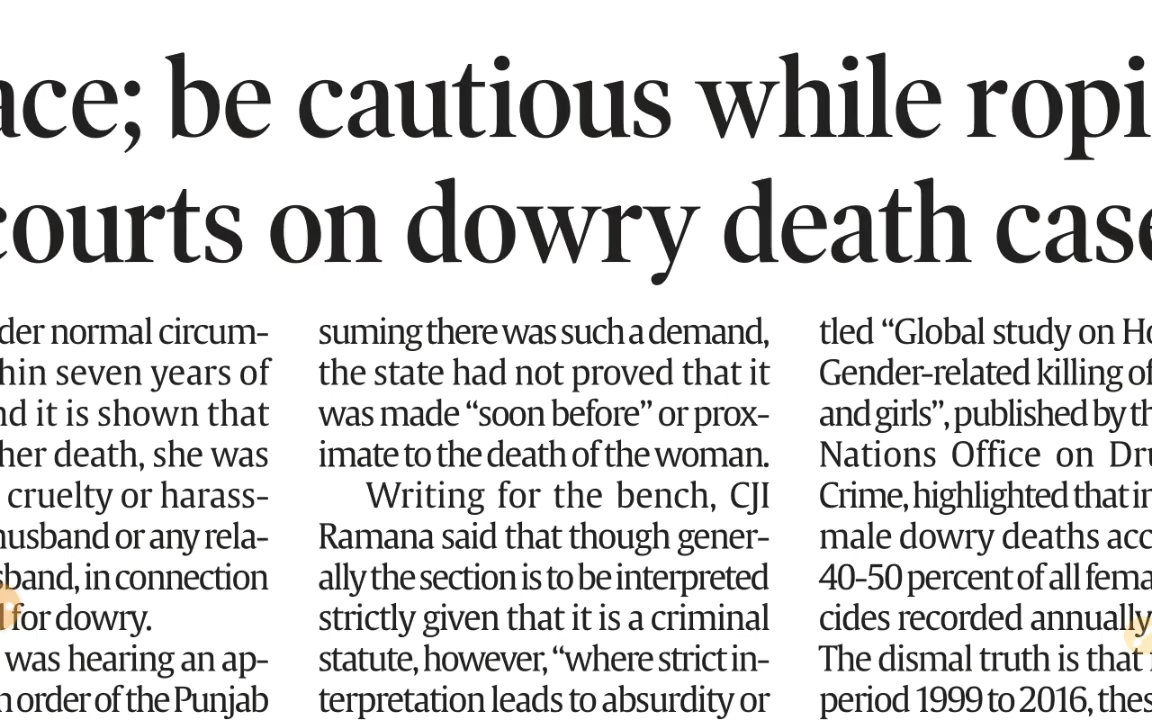 ace; be cautious while ropi
courts on dowry death case
der normal circum-
hin seven years of
nd it is shown that
her death, she was
cruelty or harass-
husband or any rela-
sband, in connection
for dowry.
was hearing an ap-
n order of the Punjab
suming there was such a demand,
the state had not proved that it
was made “soon before” or prox-
imate to the death of the woman.
Writing for the bench, CJI
Ramana said that though gener-
ally the section is to be interpreted
strictly given that it is a criminal
statute, however, “where strict in-
terpretation leads to absurdity or
tled “Global study on Ho
Gender-related killing of
and girls”, published by th
Nations Office on Dru
Crime, highlighted that in
male dowry deaths acc
40-50 percent of all fema
cides recorded annually
The dismal truth is that
period 1999 to 2016, thes